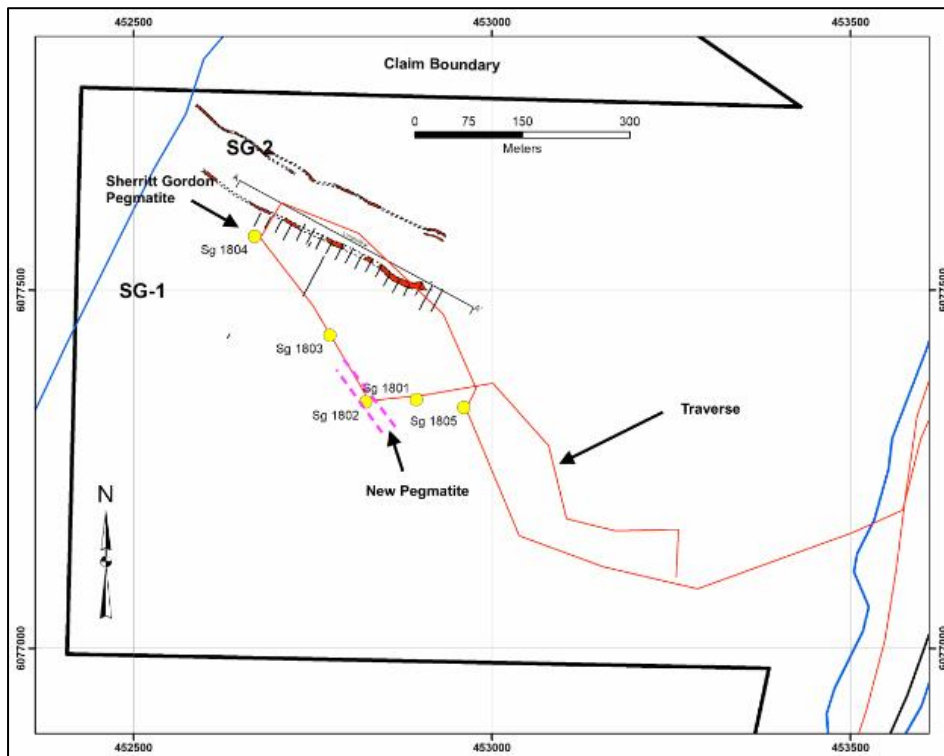 452500
453000
453500
Claim Boundary
0 75 150 300
Meters
SG-2
Sherritt Gordon
Pegmatite
Sg 1804
6077500
6077500
SG-1
Sg 1803
Sg 1801
Sg 1802
Sg 1805
Traverse
New Pegmatite
N
6077000
6077000
452500
453000
453500